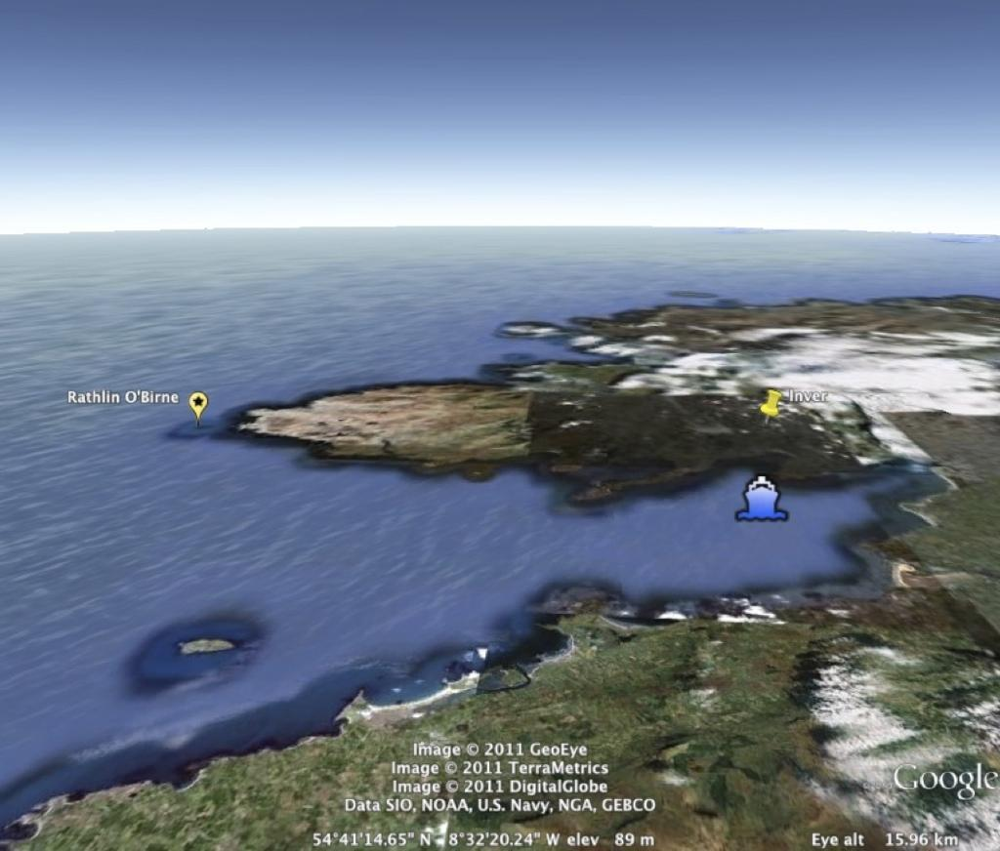 Rathlin O'Birne
Inver
Image © 2011 GeoEye
Image © 2011 TerraMetrics
Image © 2011 DigitalGlobe
Data SIO, NOAA, U.S. Navy, NGA, GEBCO
Google
54°41'14.65" N   8°32'20.24" W elev   89 m
Eye alt   15.96 km